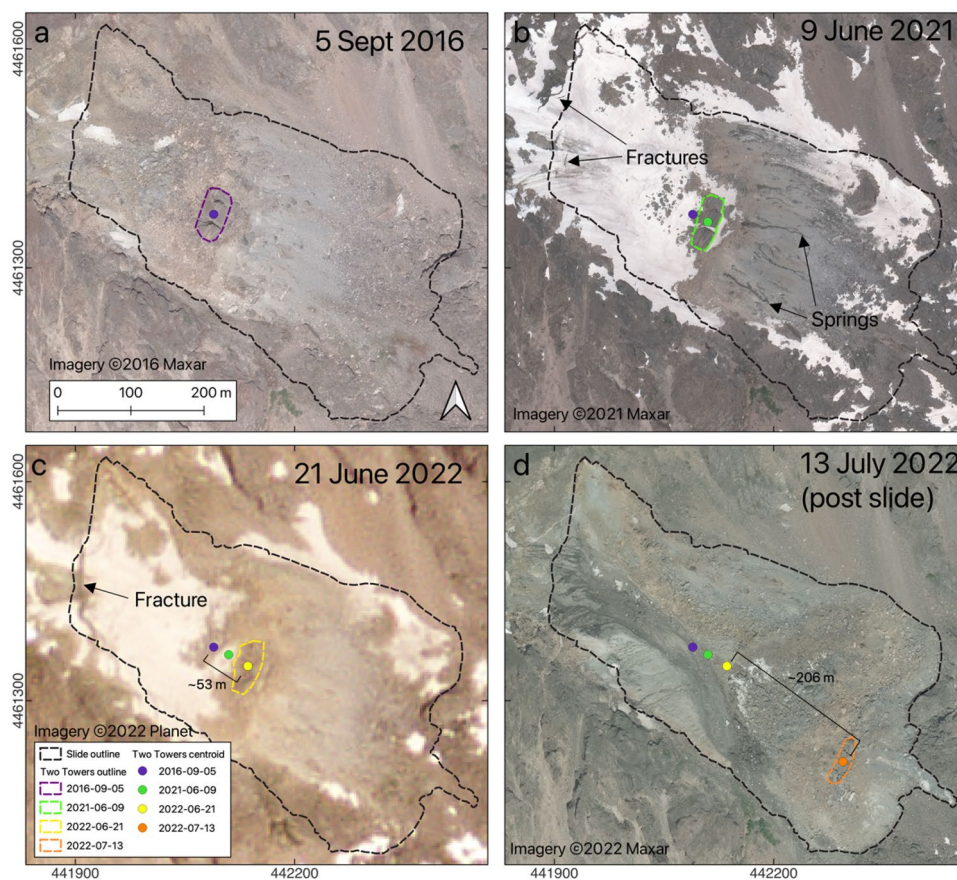 a
5 Sept 2016
4461600
4461300
Imagery ©2016 Maxar
0 100 200 m
b
9 June 2021
Fractures
Springs
Imagery ©2021 Maxar
c
21 June 2022
4461600
4461300
Fracture
~53 m
Imagery ©2022 Planet
Slide outline
Two Towers outline
2016-09-05
2021-06-09
2022-06-21
2022-07-13
Two Towers centroid
2016-09-05
2021-06-09
2022-06-21
2022-07-13
441900
442200
d
13 July 2022
(post slide)
~206 m
Imagery ©2022 Maxar
441900
442200